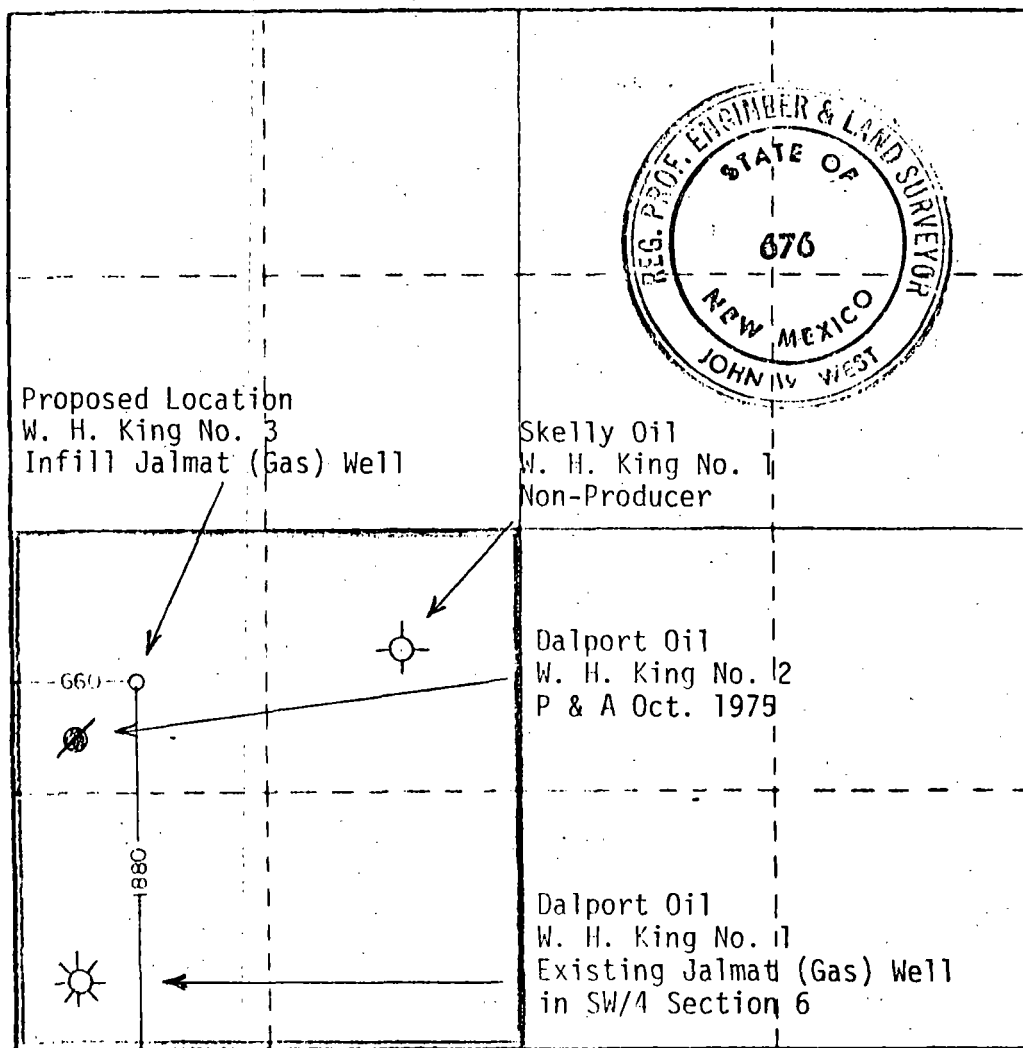 REG. PROF. ENGINEER & LAND SURVEYOR
STATE OF
676
NEW MEXICO
JOHN W WEST
Proposed Location
W. H. King No. 3
Infill Jalmat (Gas) Well
Skelly Oil
W. H. King No. 1
Non-Producer
Dalport Oil
W. H. King No. 2
P & A Oct. 1975
660
1880
Dalport Oil
W. H. King No. 1
Existing Jalmat (Gas) Well
in SW/4 Section 6